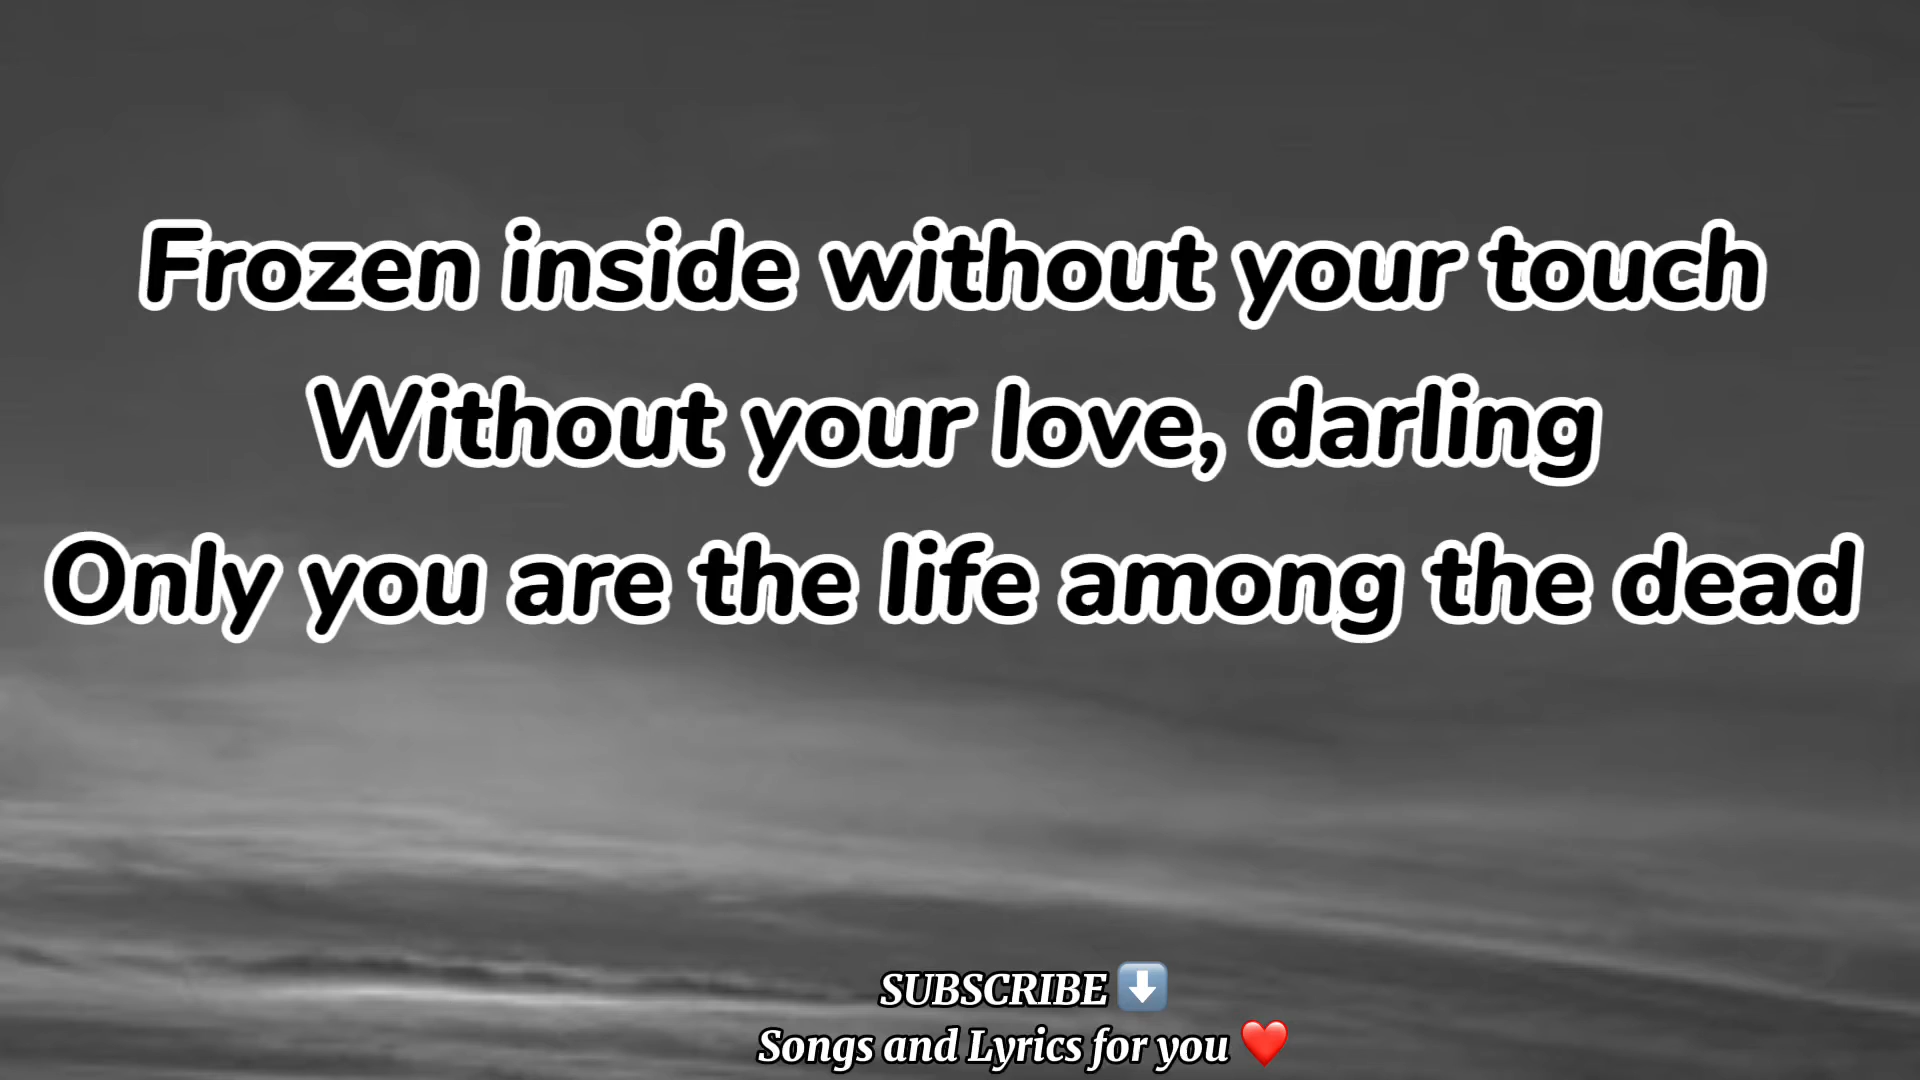 Frozen inside without your touch
Without your love, darling
Only you are the life among the dead
SUBSCRIBE ⬇️
Songs and Lyrics for you ❤️